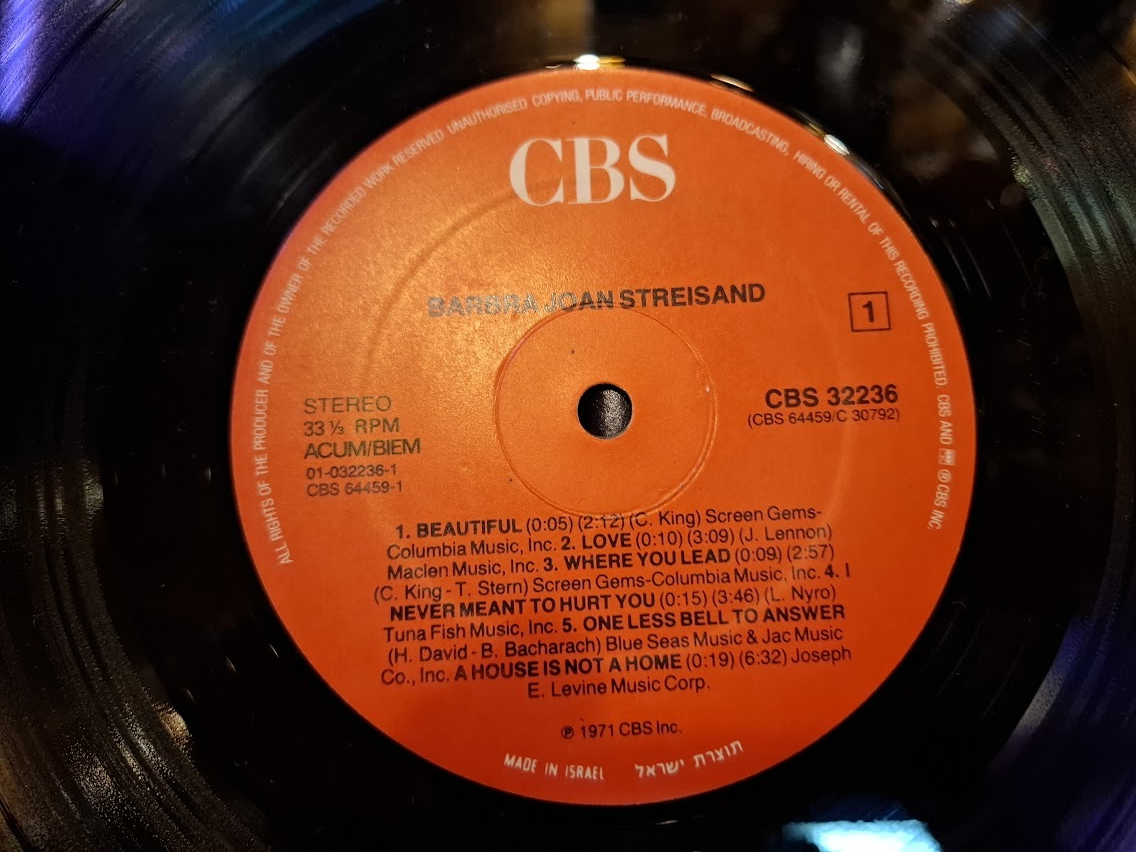 ALL RIGHTS OF THE PRODUCER AND OF THE OWNER OF THE RECORDED WORK RESERVED. UNAUTHORISED COPYING, PUBLIC PERFORMANCE, BROADCASTING, HIRING OR RENTAL OF THIS RECORDING PROHIBITED. CBS AND ℗ CBS INC.
CBS
BARBRA JOAN STREISAND
1
STEREO
33 ⅓ RPM
ACUM/BIEM
01-032236-1
CBS 64459-1
CBS 32236
(CBS 64459/C 30792)
1. BEAUTIFUL (0:05) (2:12) (C. King) Screen Gems-
Columbia Music, Inc. 2. LOVE (0:10) (3:09) (J. Lennon)
Maclen Music, Inc. 3. WHERE YOU LEAD (0:09) (2:57)
(C. King - T. Stern) Screen Gems-Columbia Music, Inc. 4. I
NEVER MEANT TO HURT YOU (0:15) (3:46) (L. Nyro)
Tuna Fish Music, Inc. 5. ONE LESS BELL TO ANSWER
(H. David - B. Bacharach) Blue Seas Music & Jac Music
Co., Inc. A HOUSE IS NOT A HOME (0:19) (6:32) Joseph
E. Levine Music Corp.
℗ 1971 CBS Inc.
MADE IN ISRAEL תוצרת ישראל